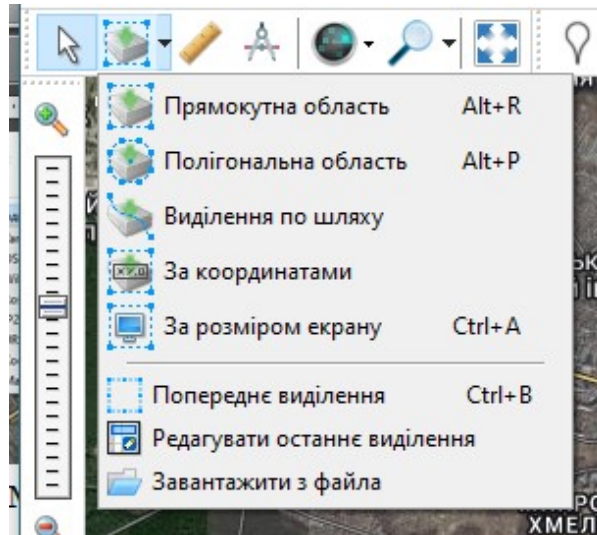 Прямокутна область Alt+R
Полігональна область Alt+P
Виділення по шляху
За координатами
За розміром екрану Ctrl+A
Попереднє виділення Ctrl+B
Редагувати останнє виділення
Завантажити з файла
ХМЕЛ